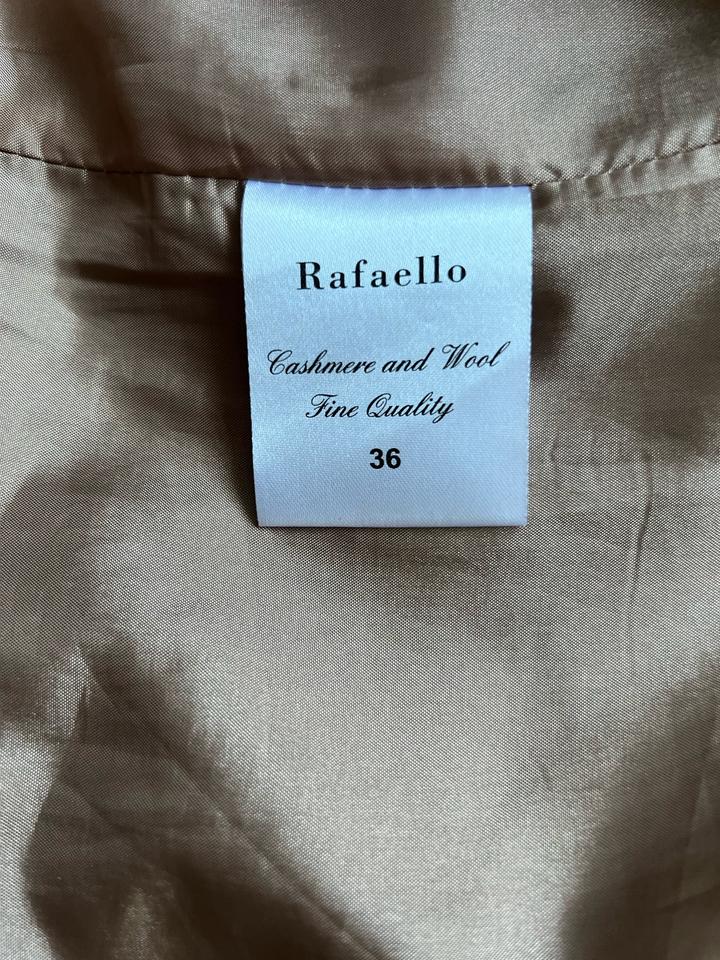 Rafaello
Cashmere and Wool
Fine Quality
36